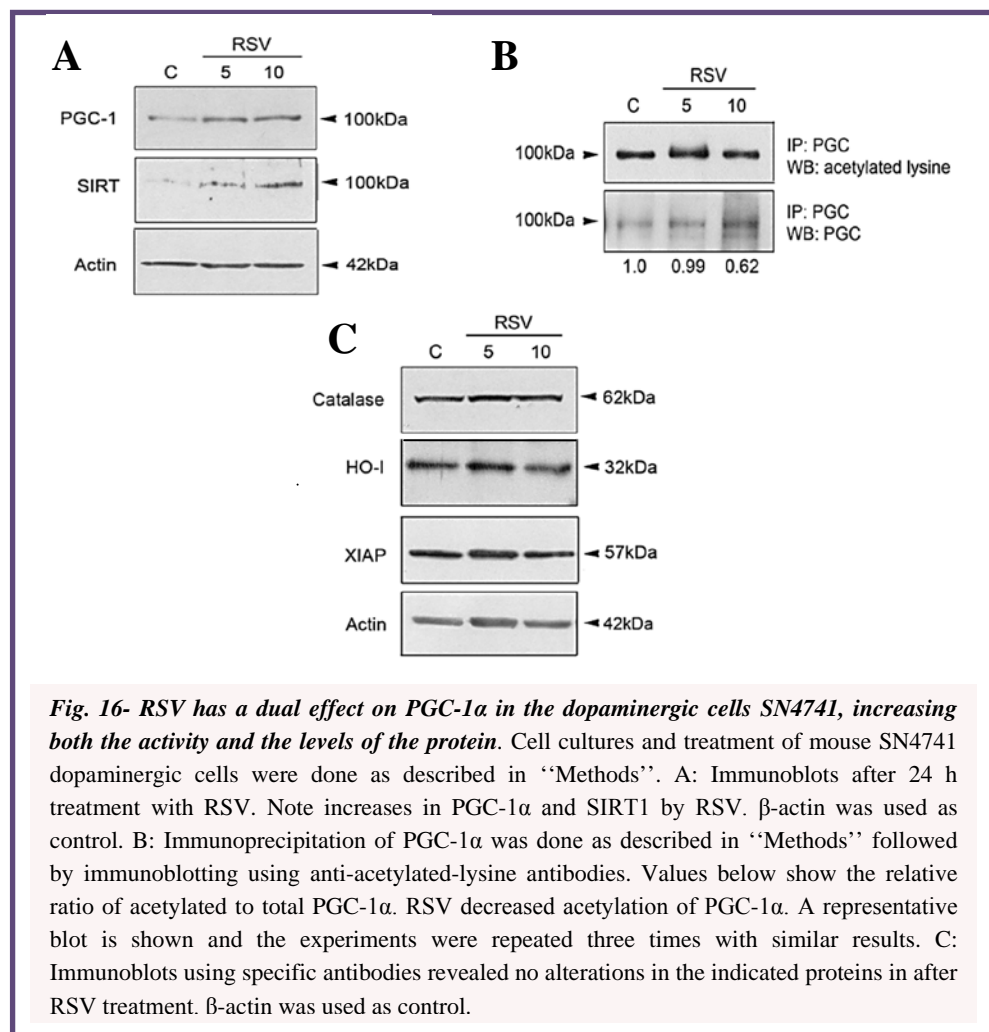 A
RSV
C 5 10
PGC-1 100kDa
SIRT 100kDa
Actin 42kDa
B
RSV
C 5 10
100kDa IP: PGC
WB: acetylated lysine
100kDa IP: PGC
WB: PGC
1.0 0.99 0.62
C
RSV
C 5 10
Catalase 62kDa
HO-I 32kDa
XIAP 57kDa
Actin 42kDa
Fig. 16- RSV has a dual effect on PGC-1α in the dopaminergic cells SN4741, increasing
both the activity and the levels of the protein. Cell cultures and treatment of mouse SN4741
dopaminergic cells were done as described in ‘‘Methods’’. A: Immunoblots after 24 h
treatment with RSV. Note increases in PGC-1α and SIRT1 by RSV. β-actin was used as
control. B: Immunoprecipitation of PGC-1α was done as described in ‘‘Methods’’ followed
by immunoblotting using anti-acetylated-lysine antibodies. Values below show the relative
ratio of acetylated to total PGC-1α. RSV decreased acetylation of PGC-1α. A representative
blot is shown and the experiments were repeated three times with similar results. C:
Immunoblots using specific antibodies revealed no alterations in the indicated proteins in after
RSV treatment. ß-actin was used as control.